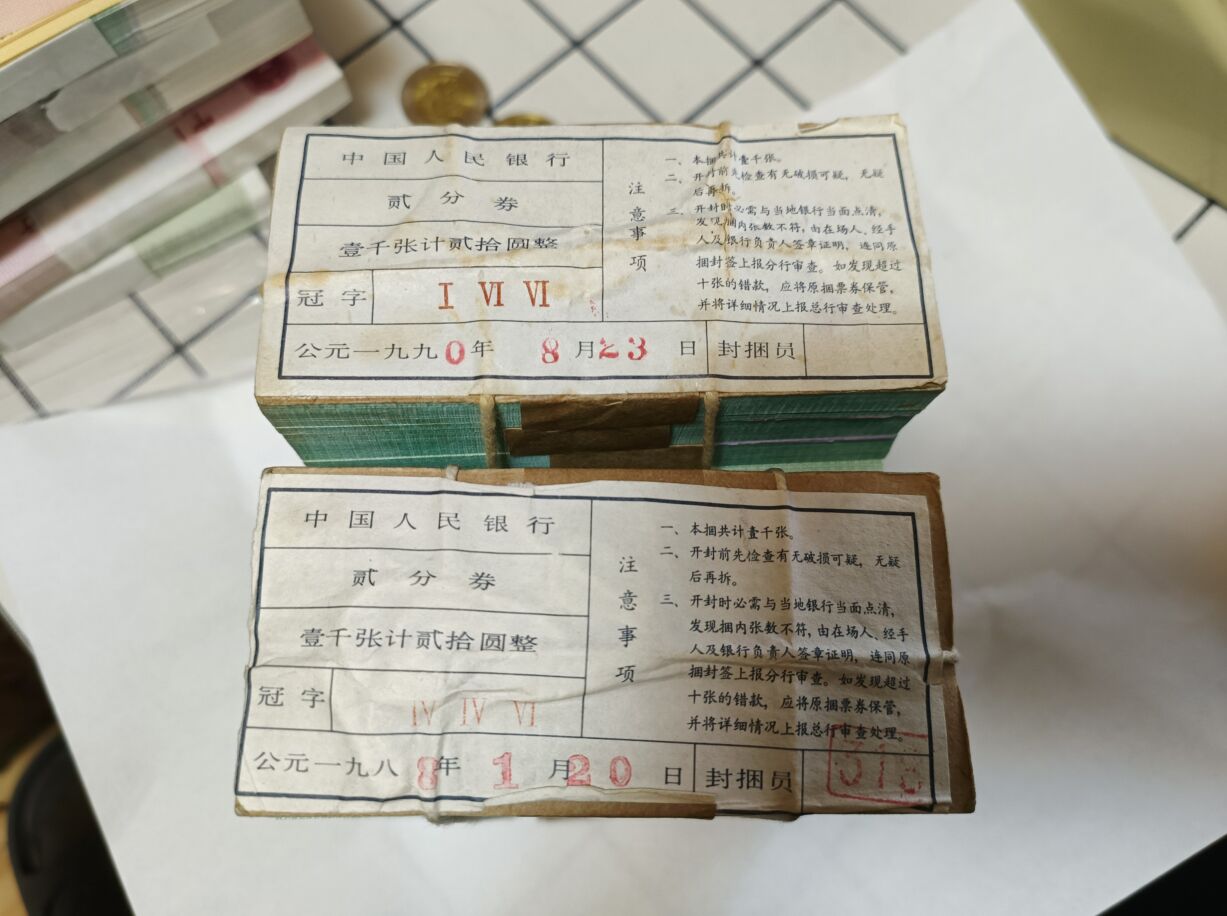 中国人民银行
贰分券
壹千张计贰拾圆整
冠字 I VI VI
公元一九九0年 8月23日 封捆员
注意事项
一、本捆共计壹千张。
二、开封前先检查有无破损可疑，无疑
后再拆。
三、开封时必需与当地银行当面点清，
发现捆内张数不符，由在场人、经手
人及银行负责人签章证明，连同原
捆封签上报分行审查。如发现超过
十张的错款，应将原捆票券保管，
并将详细情况上报总行审查处理。
中国人民银行
贰分券
壹千张计贰拾圆整
冠字 IV IV VI
公元一九八8年 1月20日 封捆员
注意事项
一、本捆共计壹千张。
二、开封前先检查有无破损可疑，无疑
后再拆。
三、开封时必需与当地银行当面点清，
发现捆内张数不符，由在场人、经手
人及银行负责人签章证明，连同原
捆封签上报分行审查。如发现超过
十张的错款，应将原捆票券保管，
并将详细情况上报总行审查处理。